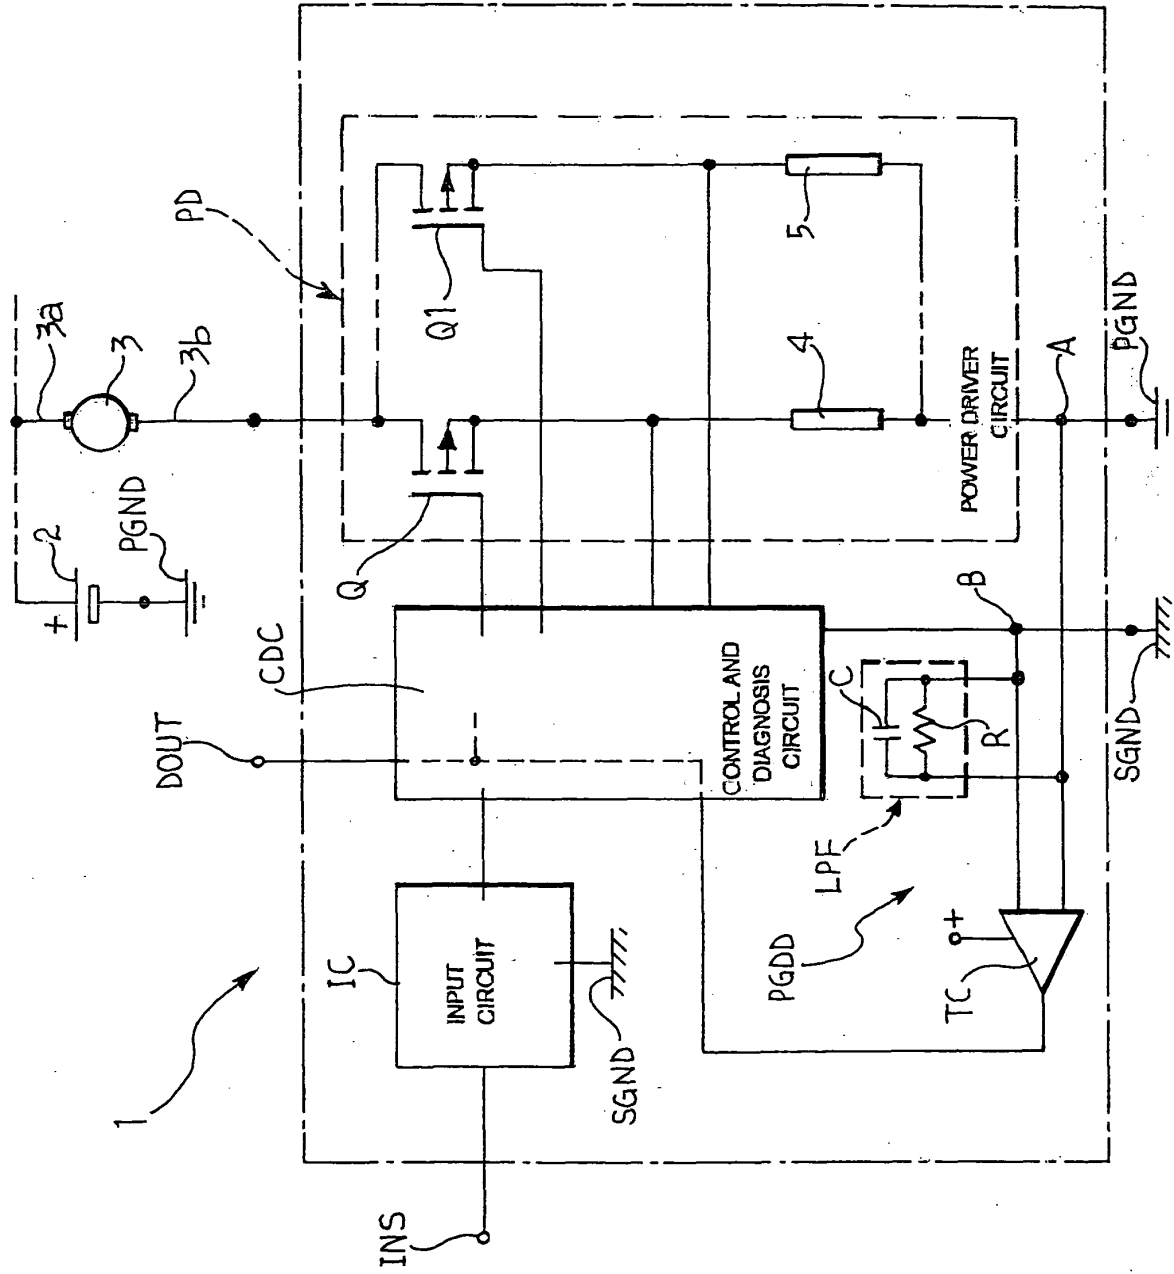 3a
3
3b
2
+
PGND
PD
Q1
5
4
Q
POWER DRIVER
CIRCUIT
A
PGND
CDC
DOUT
CONTROL AND
DIAGNOSIS
CIRCUIT
B
C
R
LPF
SGND
PGDD
+
TC
IC
INPUT
CIRCUIT
SGND
1
INS